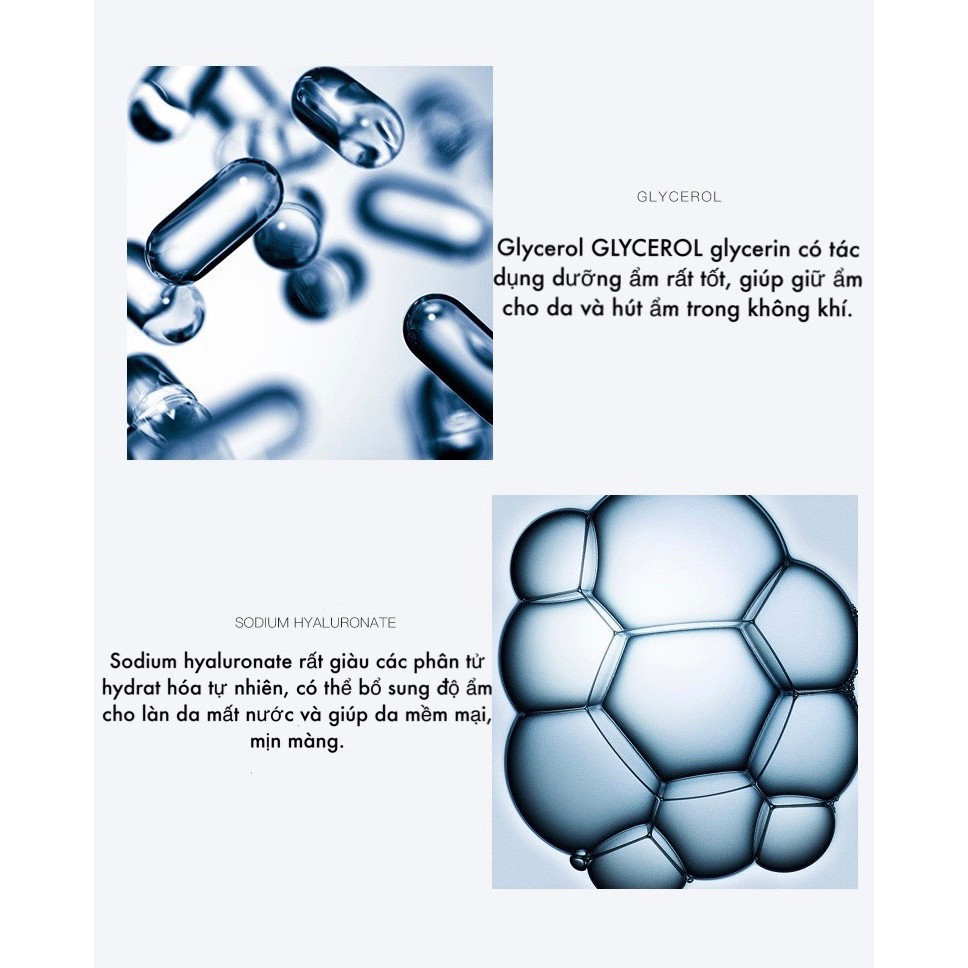 GLYCEROL
Glycerol GLYCEROL glycerin có tác
dụng dưỡng ẩm rất tốt, giúp giữ ẩm
cho da và hút ẩm trong không khí.
SODIUM HYALURONATE
Sodium hyaluronate rất giàu các phân tử
hydrat hóa tự nhiên, có thể bổ sung độ ẩm
cho làn da mất nước và giúp da mềm mại,
mịn màng.